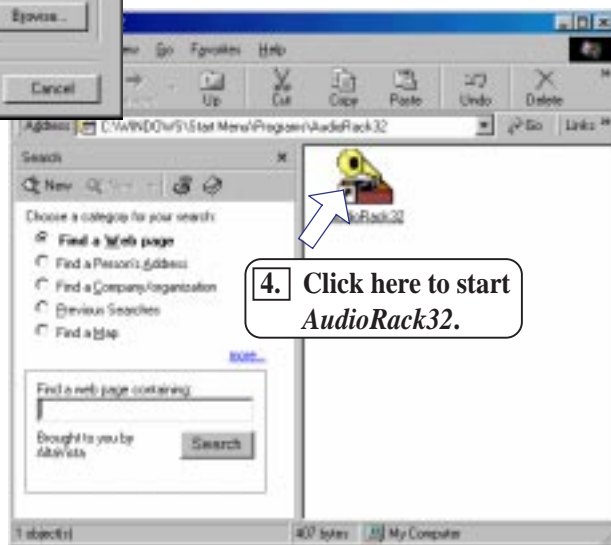 Browse...
Cancel
Go Favorites Help
Up Cut Copy Paste Undo Delete
Address C:\WINDOWS\Start Menu\Programs\AudioRack32 Go Links »
Search
New
Choose a category for your search:
Find a Web page
Find a Person's Address
Find a Company/organization
Previous Searches
Find a Map
more...
Find a web page containing:
Brought to you by
AltaVista
Search
AudioRack32
4. Click here to start
AudioRack32.
1 object(s) 407 bytes My Computer